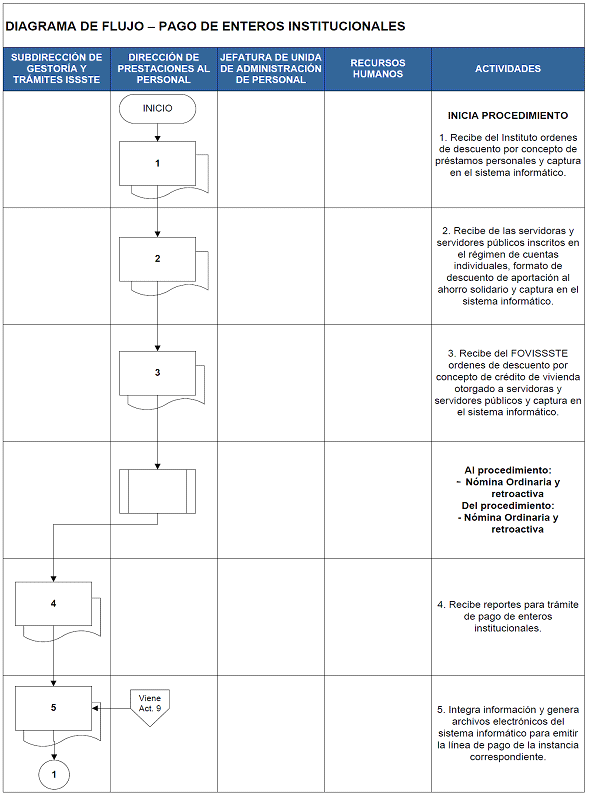 DIAGRAMA DE FLUJO – PAGO DE ENTEROS INSTITUCIONALES
SUBDIRECCIÓN DE
GESTORÍA Y
TRÁMITES ISSSTE
DIRECCIÓN DE
PRESTACIONES AL
PERSONAL
JEFATURA DE UNIDA
DE ADMINISTRACIÓN
DE PERSONAL
RECURSOS
HUMANOS
ACTIVIDADES
INICIO
1
INICIA PROCEDIMIENTO
1. Recibe del Instituto ordenes
de descuento por concepto de
préstamos personales y captura
en el sistema informático.
2
2. Recibe de las servidoras y
servidores públicos inscritos en
el régimen de cuentas
individuales, formato de
descuento de aportación al
ahorro solidario y captura en el
sistema informático.
3
3. Recibe del FOVISSSTE
ordenes de descuento por
concepto de crédito de vivienda
otorgado a servidoras y
servidores públicos y captura en
el sistema informático.
Al procedimiento:
~ Nómina Ordinaria y
retroactiva
Del procedimiento:
- Nómina Ordinaria y
retroactiva
4
4. Recibe reportes para trámite
de pago de enteros
institucionales.
5
Viene
Act. 9
5. Integra información y genera
archivos electrónicos del
sistema informático para emitir
la línea de pago de la instancia
correspondiente.
1